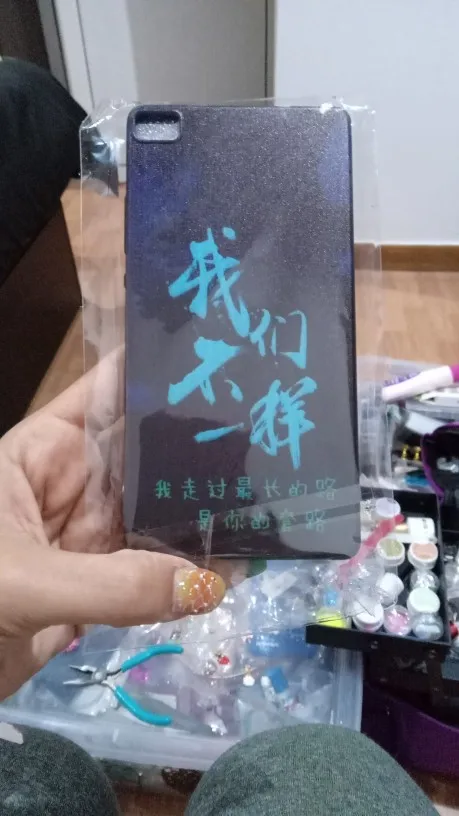 我们
不一样
我走过最长的路
是你的套路